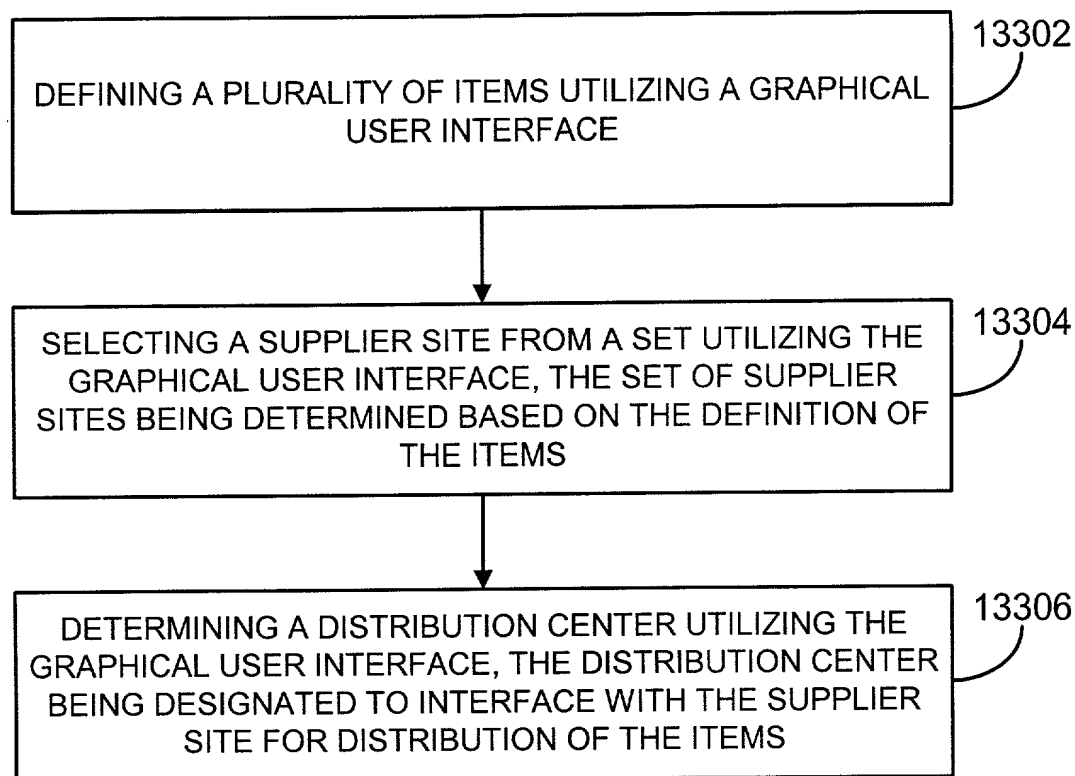 13302
DEFINING A PLURALITY OF ITEMS UTILIZING A GRAPHICAL
USER INTERFACE
13304
SELECTING A SUPPLIER SITE FROM A SET UTILIZING THE
GRAPHICAL USER INTERFACE, THE SET OF SUPPLIER
SITES BEING DETERMINED BASED ON THE DEFINITION OF
THE ITEMS
13306
DETERMINING A DISTRIBUTION CENTER UTILIZING THE
GRAPHICAL USER INTERFACE, THE DISTRIBUTION CENTER
BEING DESIGNATED TO INTERFACE WITH THE SUPPLIER
SITE FOR DISTRIBUTION OF THE ITEMS